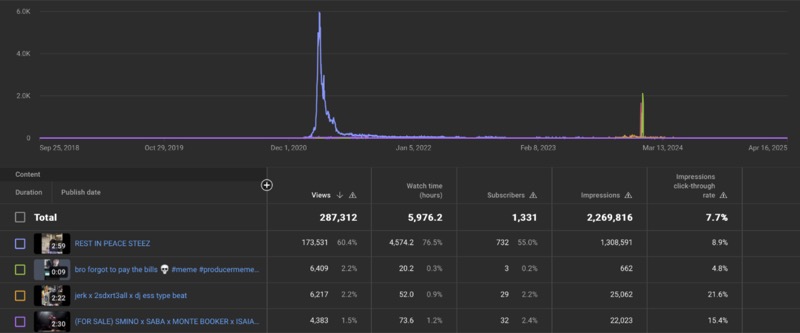 6.0K
4.0K
2.0K
0
Sep 25, 2018 Oct 29, 2019 Dec 1, 2020 Jan 5, 2022 Feb 8, 2023 Mar 13, 2024 Apr 16, 2025
Content
Duration Publish date
Views Watch time (hours) Subscribers Impressions Impressions click-through rate
Total 287,312 5,976.2 1,331 2,269,816 7.7%
2:59 REST IN PEACE STEEZ 173,531 60.4% 4,574.2 76.5% 732 55.0% 1,308,591 8.9%
0:09 bro forgot to pay the bills 💀 #meme #producermeme... 6,409 2.2% 20.2 0.3% 3 0.2% 662 4.8%
2:22 jerk x 2sdxrt3all x dj ess type beat 6,217 2.2% 52.0 0.9% 29 2.2% 25,062 21.6%
2:30 (FOR SALE) SMINO x SABA x MONTE BOOKER x ISAIA... 4,383 1.5% 73.6 1.2% 32 2.4% 22,023 15.4%